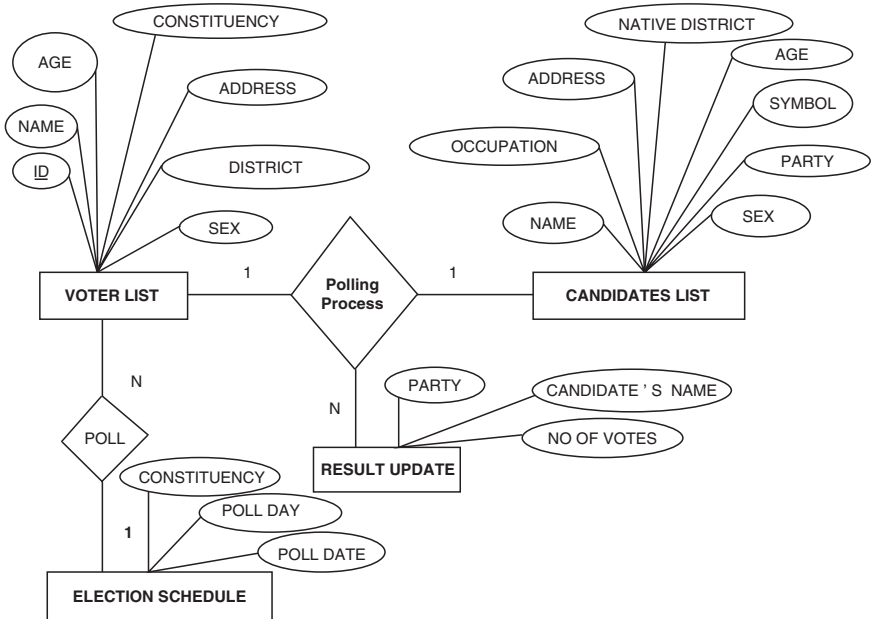 CONSTITUENCY
NATIVE DISTRICT
AGE
AGE
ADDRESS
ADDRESS
SYMBOL
NAME
OCCUPATION
PARTY
ID
DISTRICT
SEX
NAME
SEX
1
1
VOTER LIST
Polling
Process
CANDIDATES LIST
N
PARTY
CANDIDATE ' S NAME
N
POLL
NO OF VOTES
RESULT UPDATE
CONSTITUENCY
POLL DAY
1
POLL DATE
ELECTION SCHEDULE